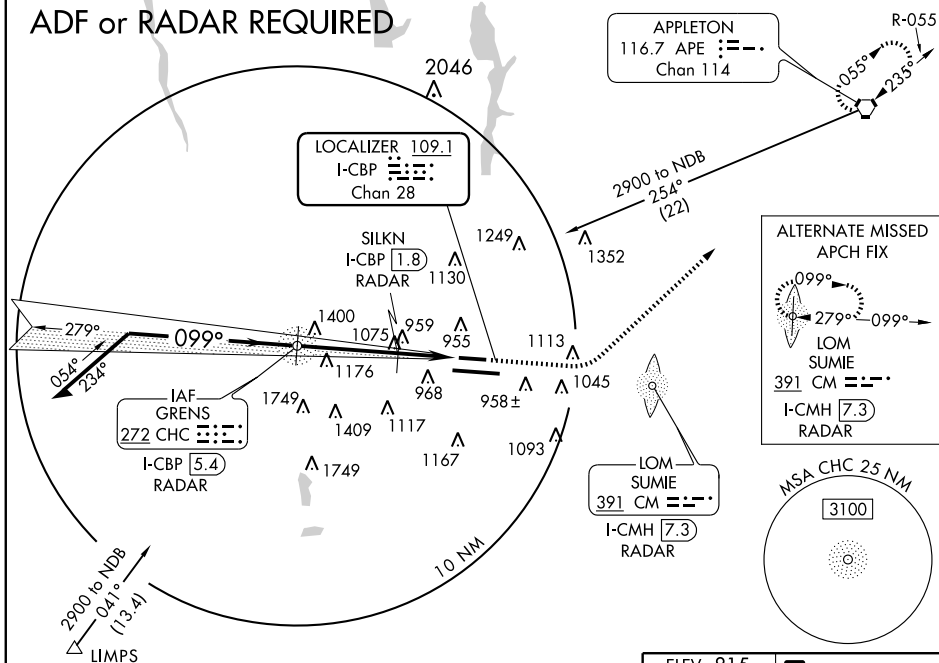 ADF or RADAR REQUIRED
APPLETON
116.7 APE
Chan 114
R-055
055°
235°
2046
LOCALIZER 109.1
I-CBP
Chan 28
2900 to NDB
254°
(22)
SILKN
I-CBP 1.8
RADAR
1249
1130
1352
ALTERNATE MISSED
APCH FIX
099°
279°
099°
LOM
SUMIE
391 CM
I-CMH 7.3
RADAR
279°
099°
054°
234°
1400
1075
959
955
1113
1176
968
958±
1045
IAF
GRENS
272 CHC
I-CBP 5.4
RADAR
1749
1409
1117
1167
1093
1749
LOM
SUMIE
391 CM
I-CMH 7.3
RADAR
MSA CHC 25 NM
3100
10 NM
2900 to NDB
041°
(13.4)
LIMPS
ELEV 815